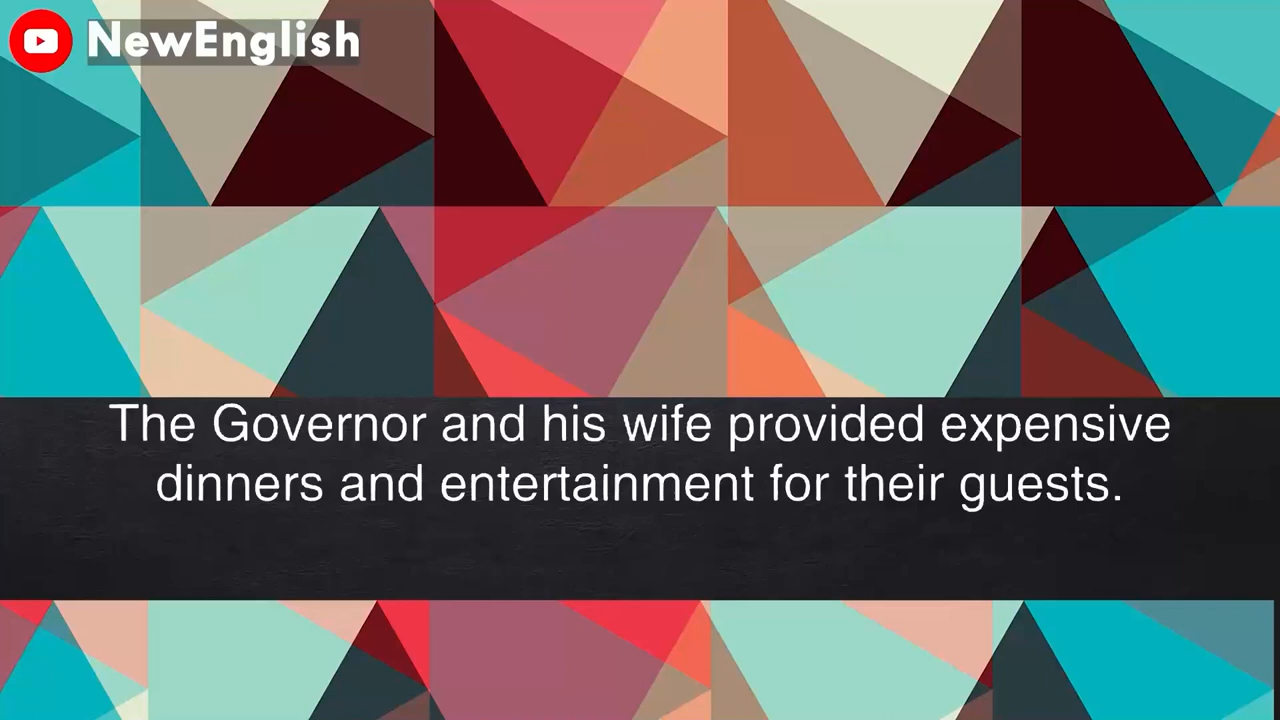 NewEnglish
The Governor and his wife provided expensive
dinners and entertainment for their guests.